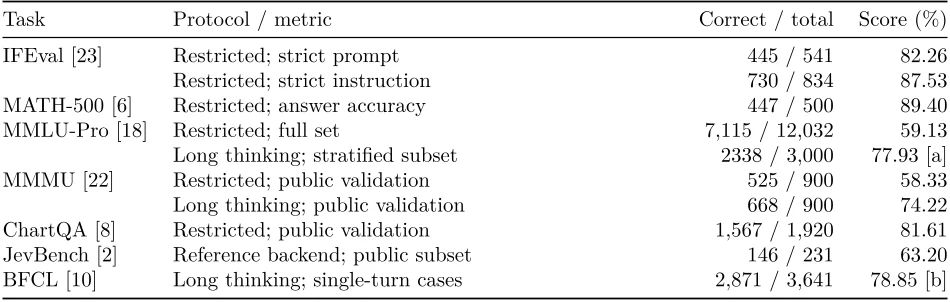 Task Protocol / metric Correct / total Score (%)
IFEval [23] Restricted; strict prompt 445 / 541 82.26
Restricted; strict instruction 730 / 834 87.53
MATH-500 [6] Restricted; answer accuracy 447 / 500 89.40
MMLU-Pro [18] Restricted; full set 7,115 / 12,032 59.13
Long thinking; stratified subset 2338 / 3,000 77.93 [a]
MMMU [22] Restricted; public validation 525 / 900 58.33
Long thinking; public validation 668 / 900 74.22
ChartQA [8] Restricted; public validation 1,567 / 1,920 81.61
JevBench [2] Reference backend; public subset 146 / 231 63.20
BFCL [10] Long thinking; single-turn cases 2,871 / 3,641 78.85 [b]